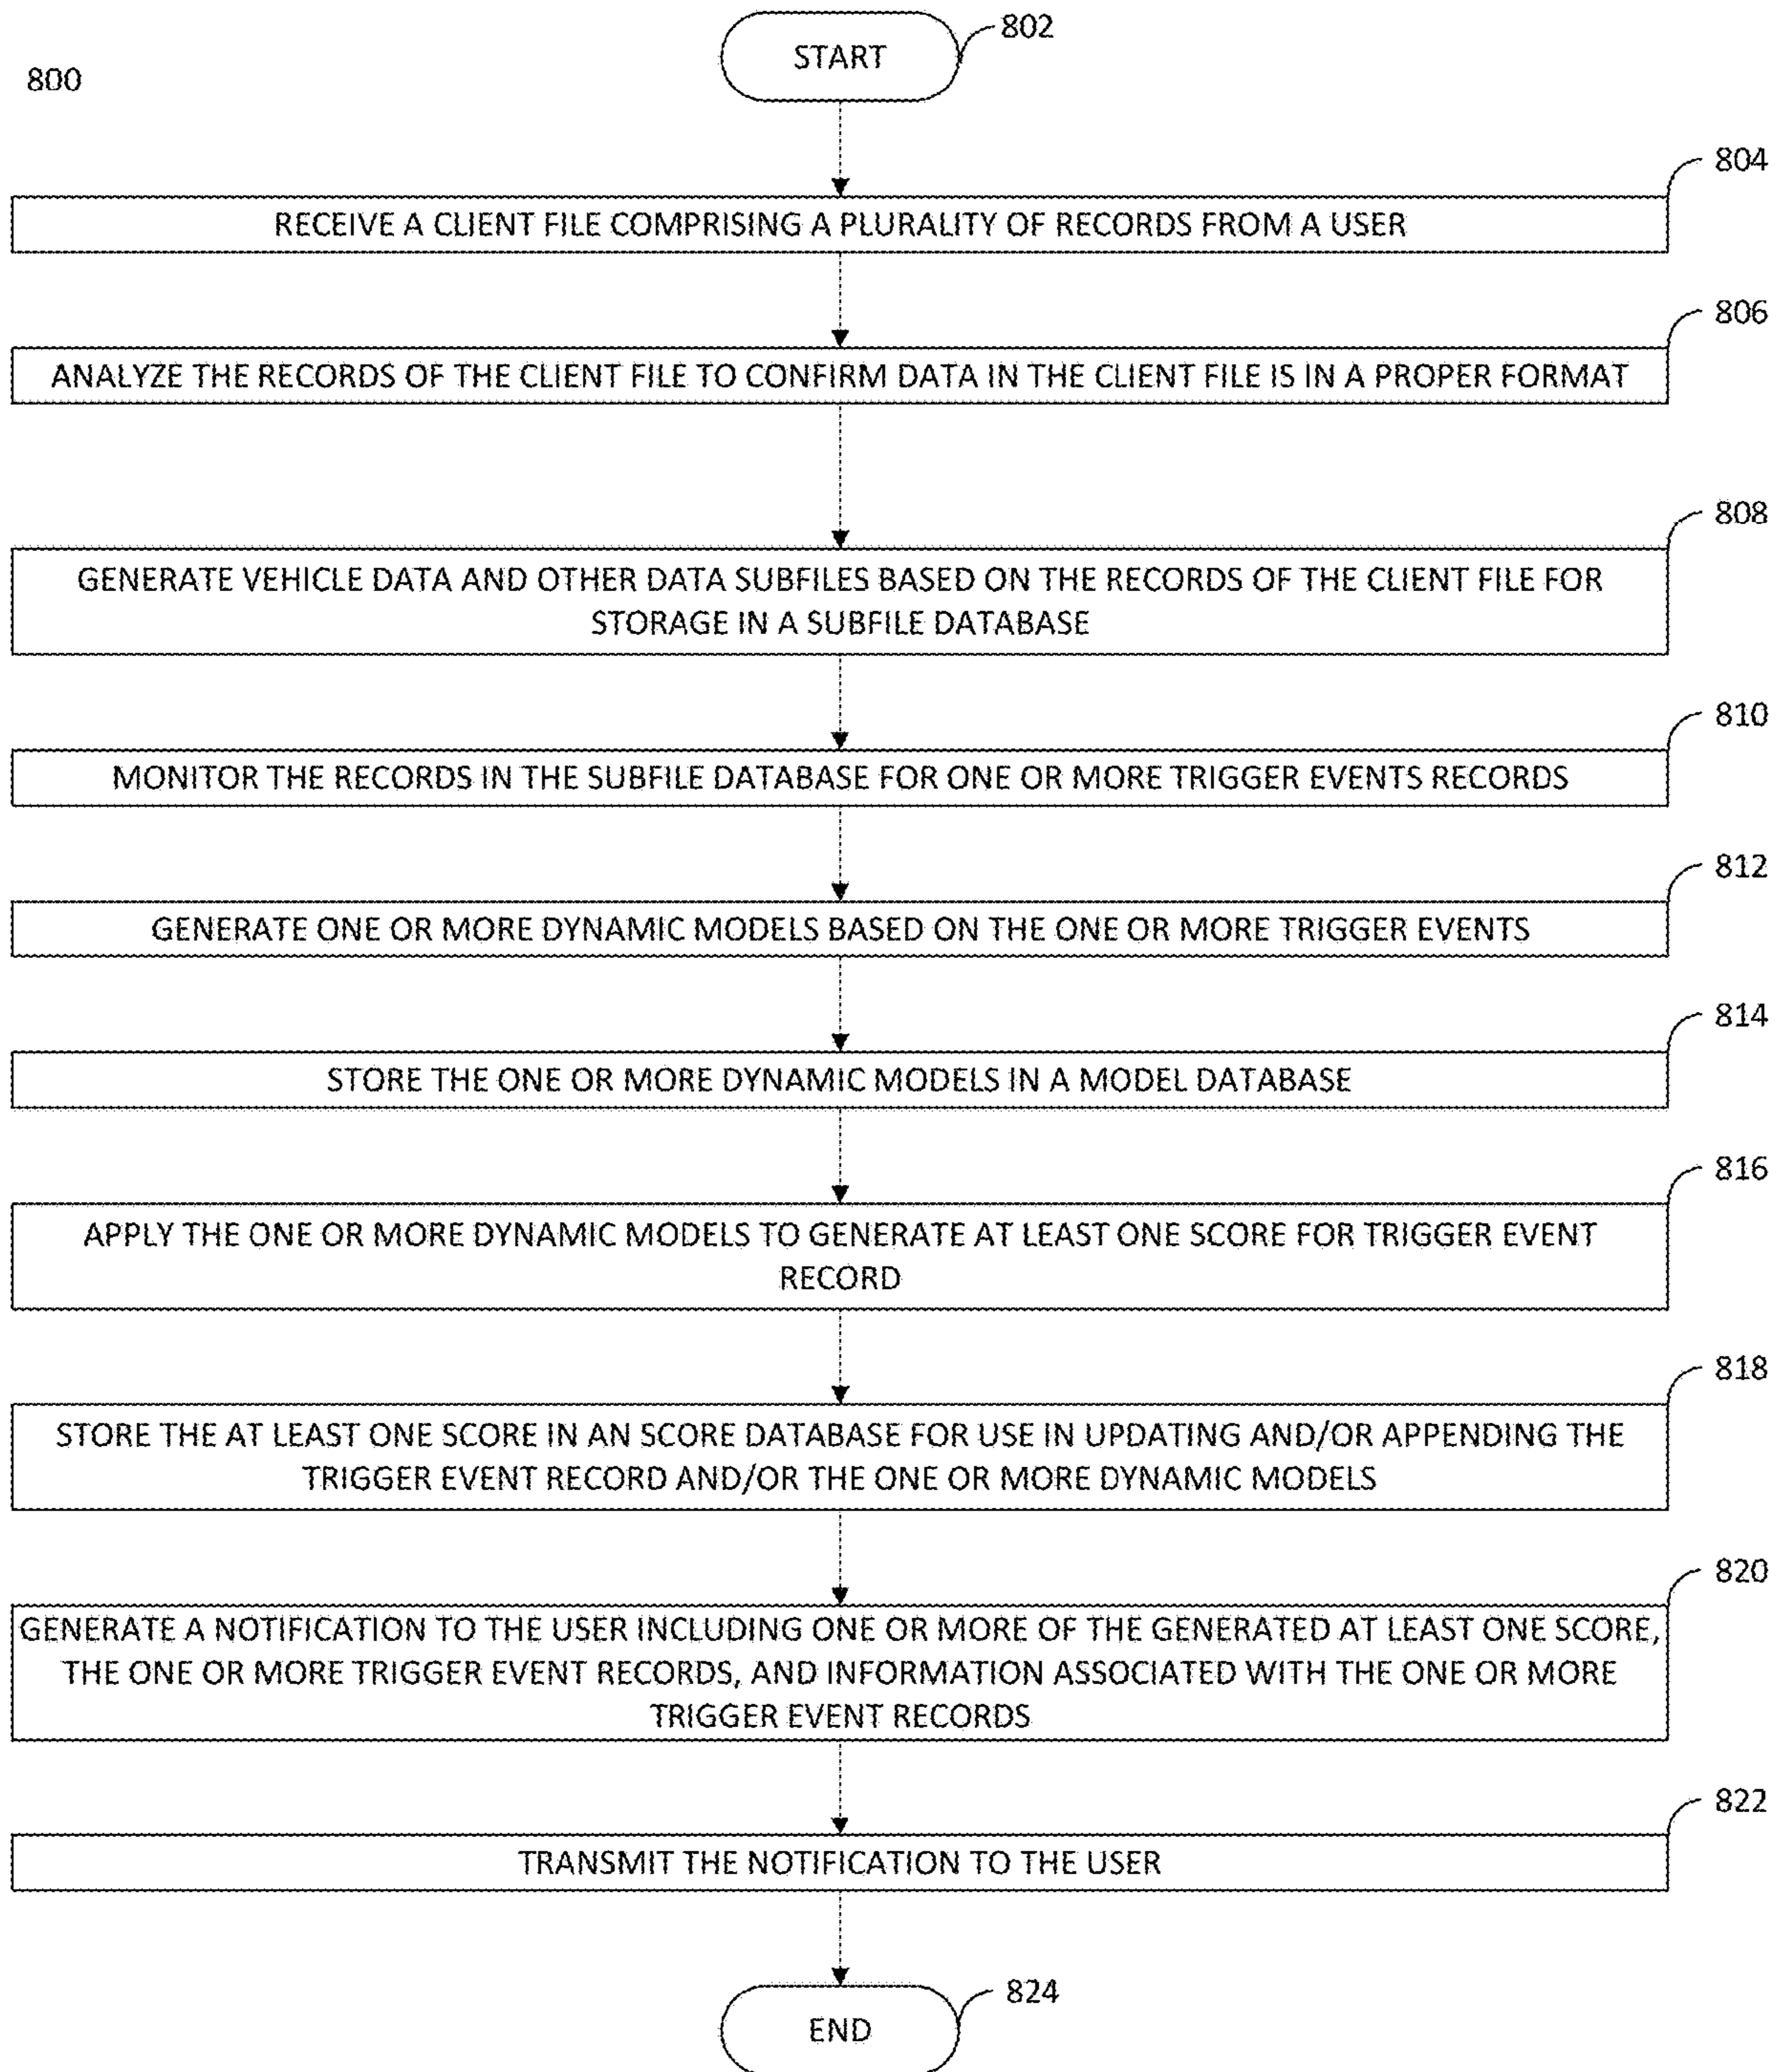 802
START
800
804
RECEIVE A CLIENT FILE COMPRISING A PLURALITY OF RECORDS FROM A USER
806
ANALYZE THE RECORDS OF THE CLIENT FILE TO CONFIRM DATA IN THE CLIENT FILE IS IN A PROPER FORMAT
808
GENERATE VEHICLE DATA AND OTHER DATA SUBFILES BASED ON THE RECORDS OF THE CLIENT FILE FOR
STORAGE IN A SUBFILE DATABASE
810
MONITOR THE RECORDS IN THE SUBFILE DATABASE FOR ONE OR MORE TRIGGER EVENTS RECORDS
812
GENERATE ONE OR MORE DYNAMIC MODELS BASED ON THE ONE OR MORE TRIGGER EVENTS
814
STORE THE ONE OR MORE DYNAMIC MODELS IN A MODEL DATABASE
816
APPLY THE ONE OR MORE DYNAMIC MODELS TO GENERATE AT LEAST ONE SCORE FOR TRIGGER EVENT
RECORD
818
STORE THE AT LEAST ONE SCORE IN AN SCORE DATABASE FOR USE IN UPDATING AND/OR APPENDING THE
TRIGGER EVENT RECORD AND/OR THE ONE OR MORE DYNAMIC MODELS
820
GENERATE A NOTIFICATION TO THE USER INCLUDING ONE OR MORE OF THE GENERATED AT LEAST ONE SCORE,
THE ONE OR MORE TRIGGER EVENT RECORDS, AND INFORMATION ASSOCIATED WITH THE ONE OR MORE
TRIGGER EVENT RECORDS
822
TRANSMIT THE NOTIFICATION TO THE USER
824
END